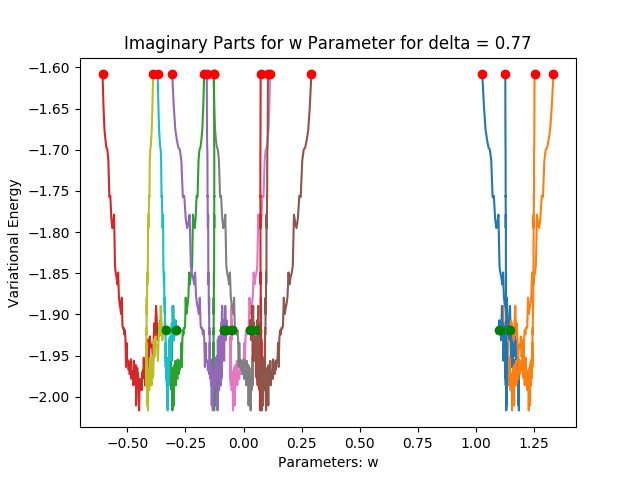 Imaginary Parts for w Parameter for delta = 0.77
Variational Energy
−1.60
−1.65
−1.70
−1.75
−1.80
−1.85
−1.90
−1.95
−2.00
−0.50 −0.25 0.00 0.25 0.50 0.75 1.00 1.25
Parameters: w